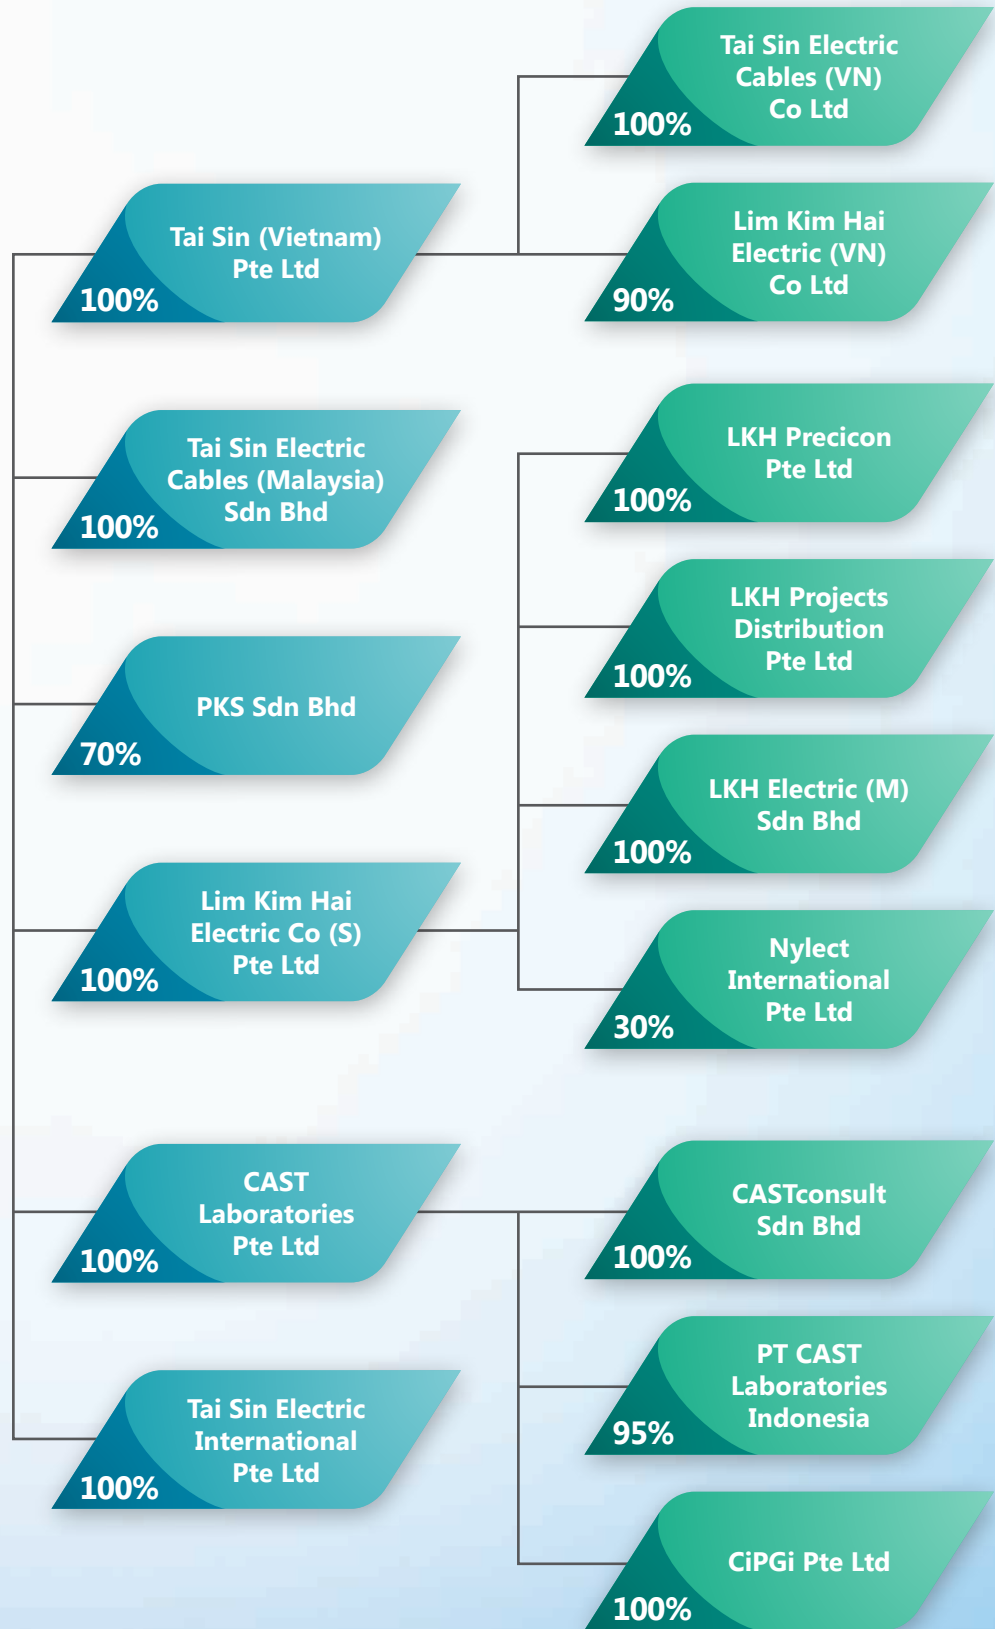 Tai Sin (Vietnam)
Pte Ltd
100%
Tai Sin Electric
Cables (VN)
Co Ltd
100%
Lim Kim Hai
Electric (VN)
Co Ltd
90%
Tai Sin Electric
Cables (Malaysia)
Sdn Bhd
100%
PKS Sdn Bhd
70%
Lim Kim Hai
Electric Co (S)
Pte Ltd
100%
LKH Precicon
Pte Ltd
100%
LKH Projects
Distribution
Pte Ltd
100%
LKH Electric (M)
Sdn Bhd
100%
Nylect
International
Pte Ltd
30%
CAST
Laboratories
Pte Ltd
100%
CASTconsult
Sdn Bhd
100%
PT CAST
Laboratories
Indonesia
95%
CiPGi Pte Ltd
100%
Tai Sin Electric
International
Pte Ltd
100%